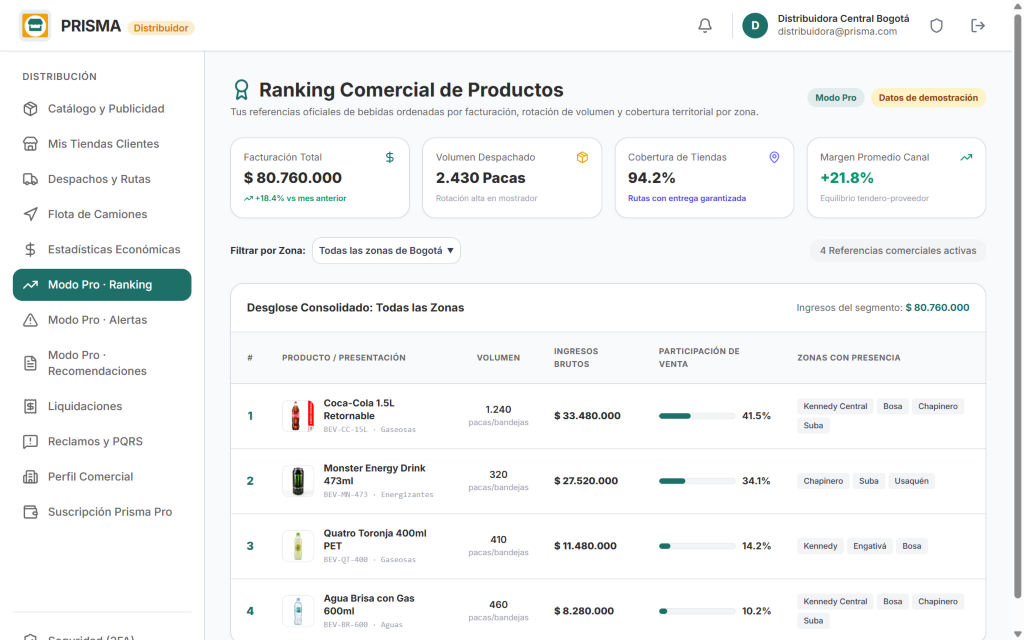 PRISMA Distribuidor
D
Distribuidora Central Bogotá
distribuidora@prisma.com
DISTRIBUCIÓN
Catálogo y Publicidad
Mis Tiendas Clientes
Despachos y Rutas
Flota de Camiones
Estadísticas Económicas
Modo Pro · Ranking
Modo Pro · Alertas
Modo Pro ·
Recomendaciones
Liquidaciones
Reclamos y PQRS
Perfil Comercial
Suscripción Prisma Pro
Seguridad (2FA)
Ranking Comercial de Productos
Tus referencias oficiales de bebidas ordenadas por facturación, rotación de volumen y cobertura territorial por zona.
Modo Pro
Datos de demostración
Facturación Total
$ 80.760.000
+18.4% vs mes anterior
Volumen Despachado
2.430 Pacas
Rotación alta en mostrador
Cobertura de Tiendas
94.2%
Rutas con entrega garantizada
Margen Promedio Canal
+21.8%
Equilibrio tendero-proveedor
Filtrar por Zona: Todas las zonas de Bogotá ▼
4 Referencias comerciales activas
Desglose Consolidado: Todas las Zonas
Ingresos del segmento: $ 80.760.000
# PRODUCTO / PRESENTACIÓN VOLUMEN INGRESOS BRUTOS PARTICIPACIÓN DE VENTA ZONAS CON PRESENCIA
1
Coca-Cola 1.5L
Retornable
BEV-CC-15L · Gaseosas
1.240
pacas/bandejas
$ 33.480.000
41.5%
Kennedy Central Bosa Chapinero
Suba
2
Monster Energy Drink
473ml
BEV-MN-473 · Energizantes
320
pacas/bandejas
$ 27.520.000
34.1%
Chapinero Suba Usaquén
3
Quatro Toronja 400ml
PET
BEV-QT-400 · Gaseosas
410
pacas/bandejas
$ 11.480.000
14.2%
Kennedy Engativá Bosa
4
Agua Brisa con Gas
600ml
BEV-BR-600 · Aguas
460
pacas/bandejas
$ 8.280.000
10.2%
Kennedy Central Bosa Chapinero
Suba